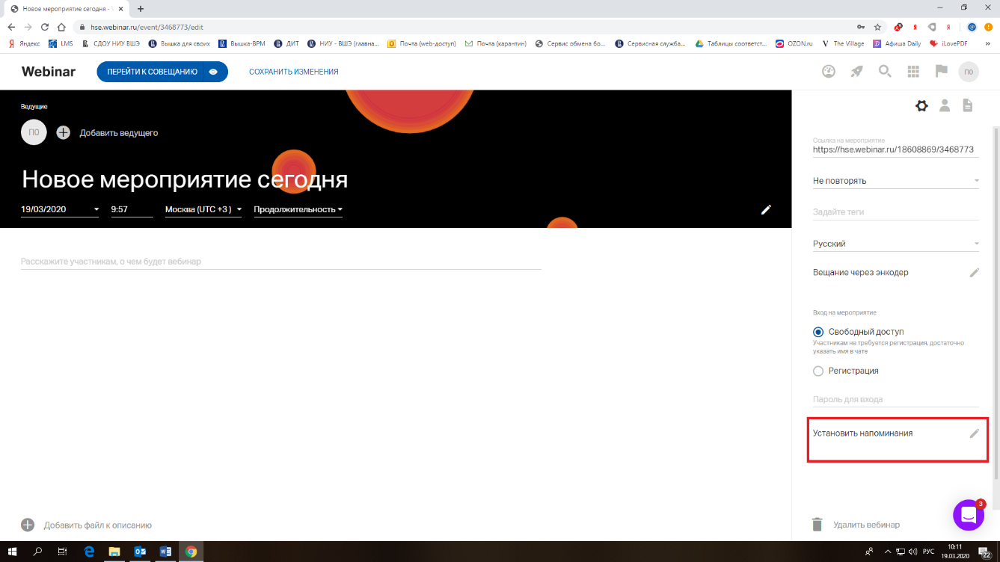 Новое мероприятие сегодня -
hse.webinar.ru/event/3468773/edit
Яндекс
LMS
СДОУ НИУ ВШЭ
Вышка для своих
Вышка-BPM
ДИТ
НИУ - ВШЭ (главна...
Почта (web-доступ)
Почта (карантин)
Сервис обмена бо...
Сервисная служба...
Таблицы соответст...
OZON.ru
The Village
Афиша Daily
iLovePDF
Webinar
ПЕРЕЙТИ К СОВЕЩАНИЮ
СОХРАНИТЬ ИЗМЕНЕНИЯ
П0
Ведущие
П0
Добавить ведущего
Новое мероприятие сегодня
19/03/2020
9:57
Москва (UTC +3 )
Продолжительность
Расскажите участникам, о чем будет вебинар
Добавить файл к описанию
Ссылка на мероприятие
https://hse.webinar.ru/18608869/3468773
Не повторять
Задайте теги
Русский
Вещание через энкодер
Вход на мероприятие
Свободный доступ
Участникам не требуется регистрация, достаточно
указать имя в чате
Регистрация
Пароль для входа
Установить напоминания
3
Удалить вебинар
РУС
10:11
19.03.2020
22